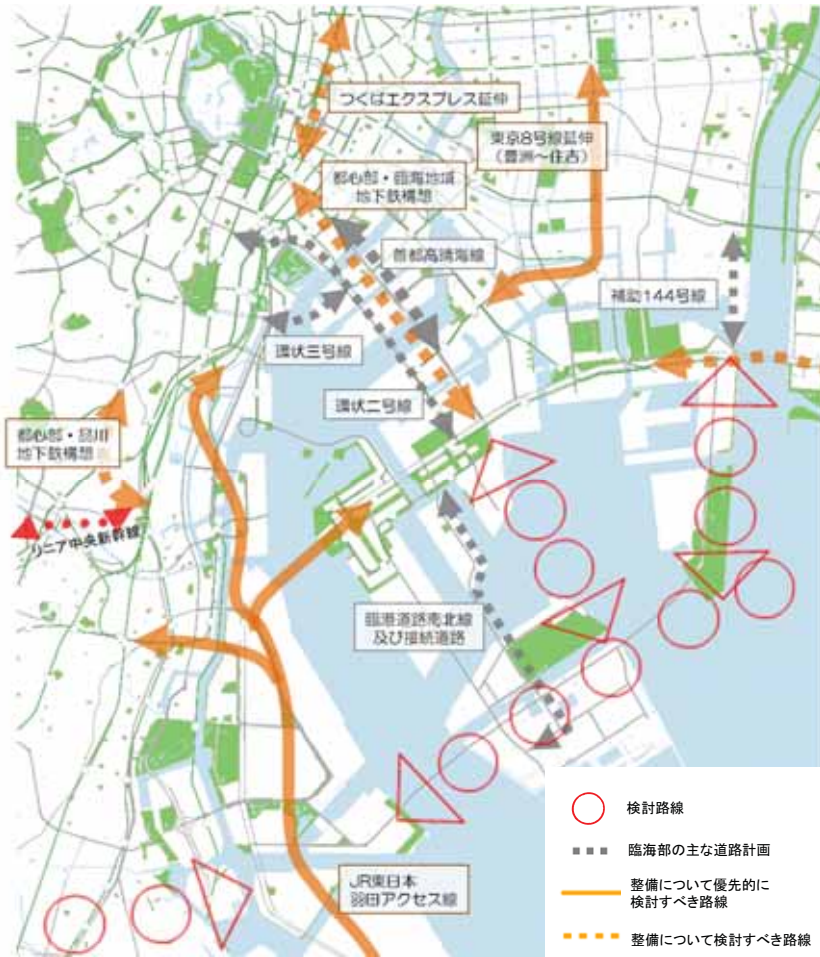 つくばエクスプレス延伸
東京8号線延伸
(豊洲~住吉)
都心部・臨海地域
地下鉄構想
首都高晴海線
補助144号線
環状三号線
環状二号線
都心部・品川
地下鉄構想
リニア中央新幹線
臨港道路南北線
及び接続道路
JR東日本
羽田アクセス線
検討路線
臨海部の主な道路計画
整備について優先的に
検討すべき路線
整備について検討すべき路線